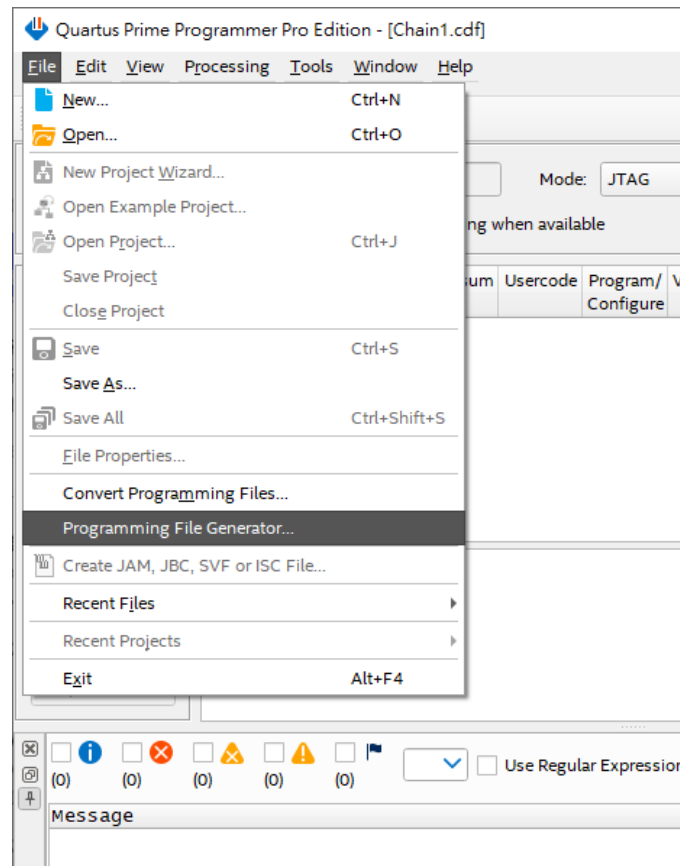 Quartus Prime Programmer Pro Edition - [Chain1.cdf]
File Edit View Processing Tools Window Help
New... Ctrl+N
Open... Ctrl+O
New Project Wizard...
Open Example Project...
Open Project... Ctrl+J
Save Project
Close Project
Save Ctrl+S
Save As...
Save All Ctrl+Shift+S
File Properties...
Convert Programming Files...
Programming File Generator...
Create JAM, JBC, SVF or ISC File...
Recent Files
Recent Projects
Exit Alt+F4
Mode: JTAG
ng when available
sum Usercode Program/ V
Configure
(0) (0) (0) (0) (0) Use Regular Expression
Message